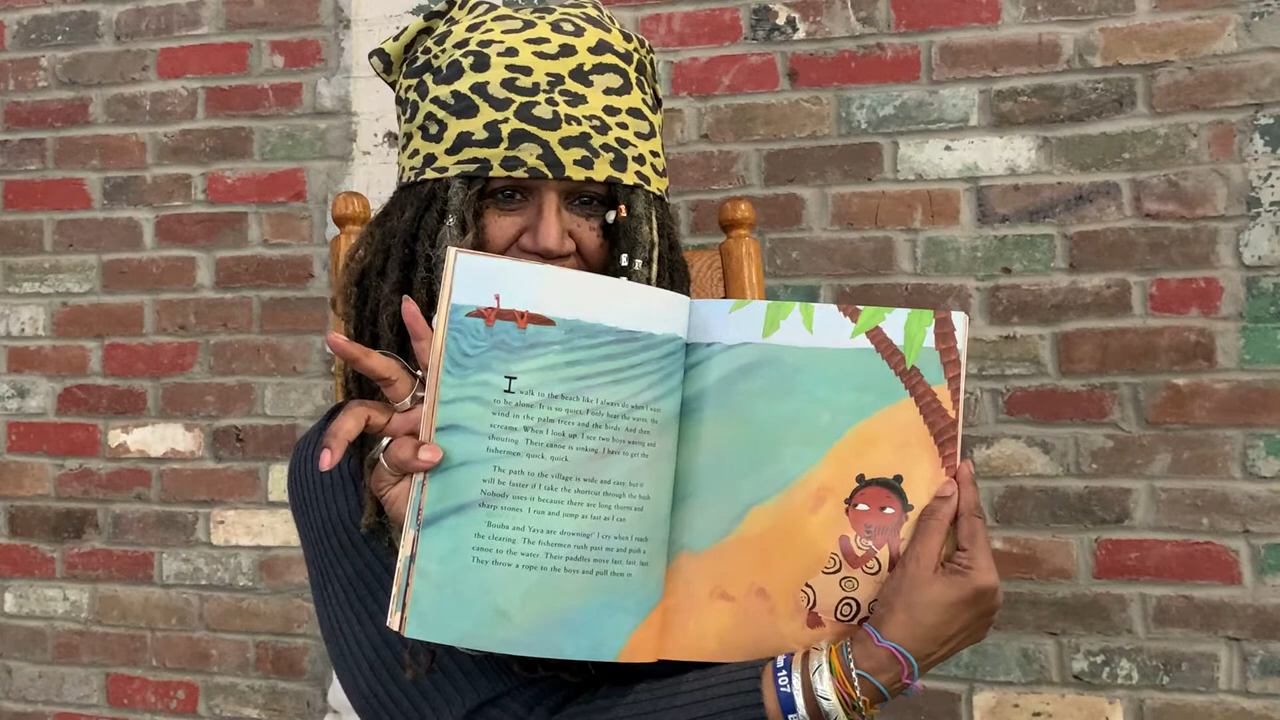 I walk to the beach like I always do when I want
to be alone. It is so quiet. I only hear the waves, the
wind in the palm trees and the birds. And then
screams. When I look up, I see two boys waving and
shouting. Their canoe is sinking. I have to get the
fishermen, quick, quick.
The path to the village is wide and easy, but it
will be faster if I take the shortcut through the bush
Nobody uses it because there are long thorns and
sharp stones. I run and jump as fast as I can
'Bouba and Yaya are drowning!' I cry when I reach
the clearing. The fishermen rush past me and push a
canoe to the water. Their paddles move fast, fast, fast
They throw a rope to the boys and pull them in
107